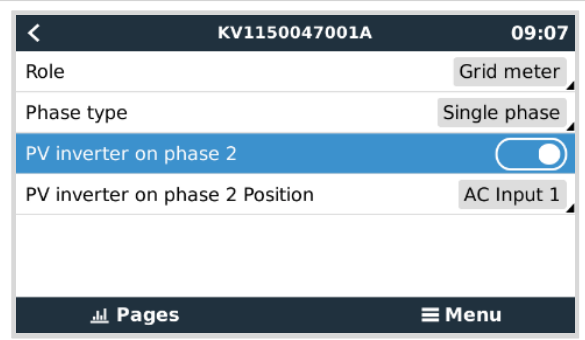 KV1150047001A 09:07
Role Grid meter
Phase type Single phase
PV inverter on phase 2
PV inverter on phase 2 Position AC Input 1
Pages Menu